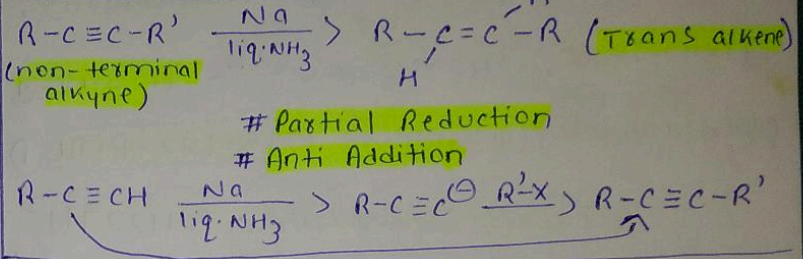 R-C≡C-R' Na > R-C=C-R (Trans alkene)
liq·NH3
(non-terminal
H
alkyne)
# Partial Reduction
# Anti Addition
R-C≡CH Na > R-C≡C⊖ R'-X > R-C≡C-R'
liq·NH3